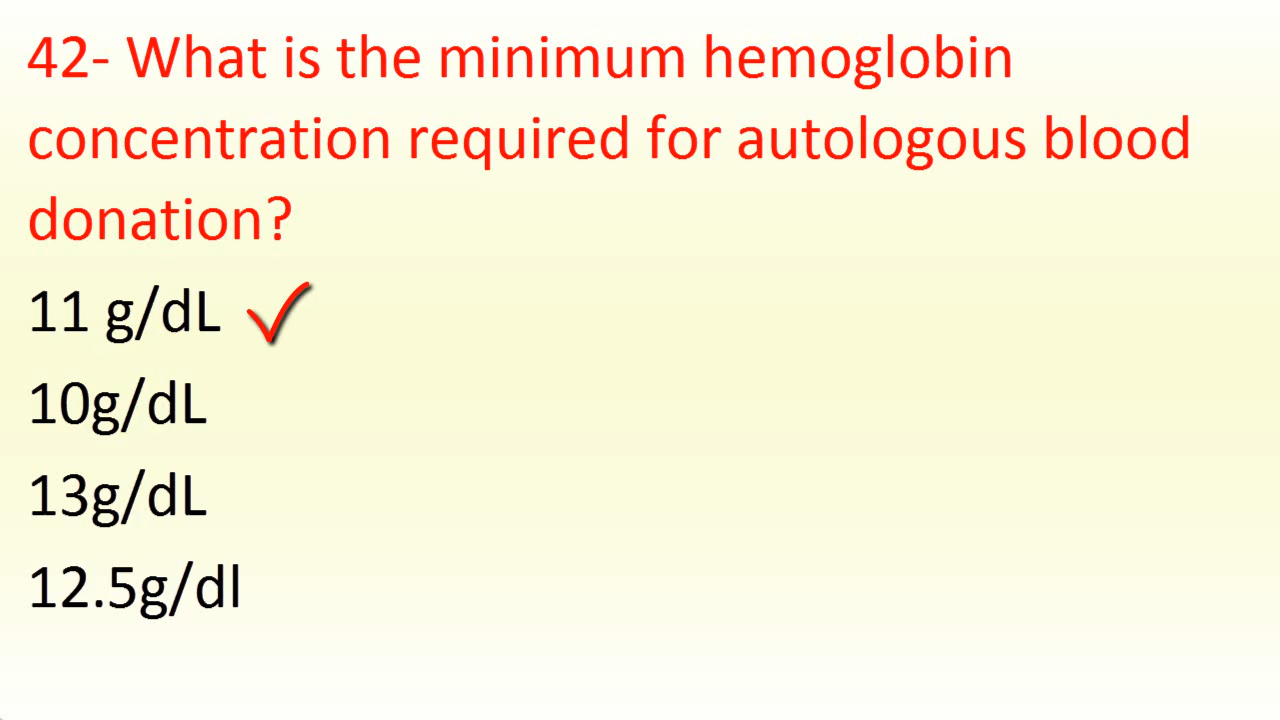 42- What is the minimum hemoglobin
concentration required for autologous blood
donation?
11 g/dL
10g/dL
13g/dL
12.5g/dl